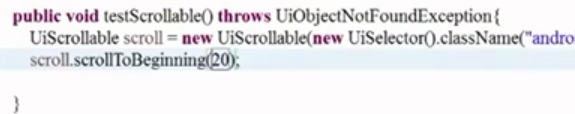 public void testScrollable() throws UiObjectNotFoundException{
UiScrollable scroll = new UiScrollable(new UiSelector().className("andro
scroll.scrollToBeginning(20);
}